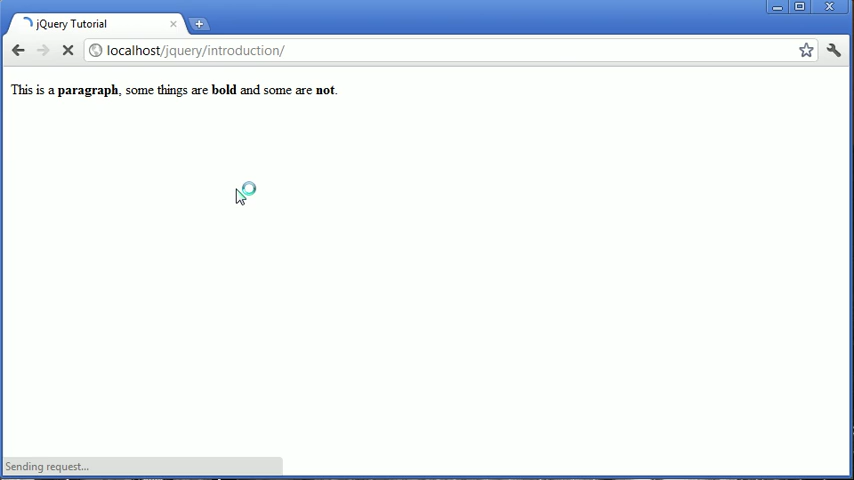 jQuery Tutorial
localhost/jquery/introduction/
This is a paragraph, some things are bold and some are not.
Sending request...